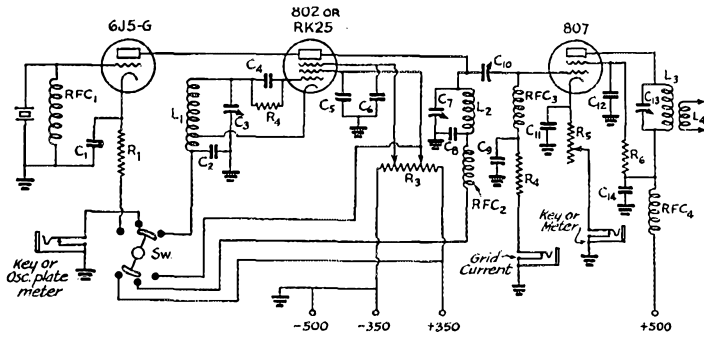 6J5-G
802 OR
RK25
807
RFC1
C1
R1
L1
C2
C3
C4
R4
C5
C6
R3
C7
C8
L2
RFC2
C10
RFC3
C9
R4
C11
R5
C12
R6
C13
C14
L3
L4
RFC4
Sw.
Key or
Osc. plate
meter
Grid
Current
Key or
Meter
-500
-350
+350
+500